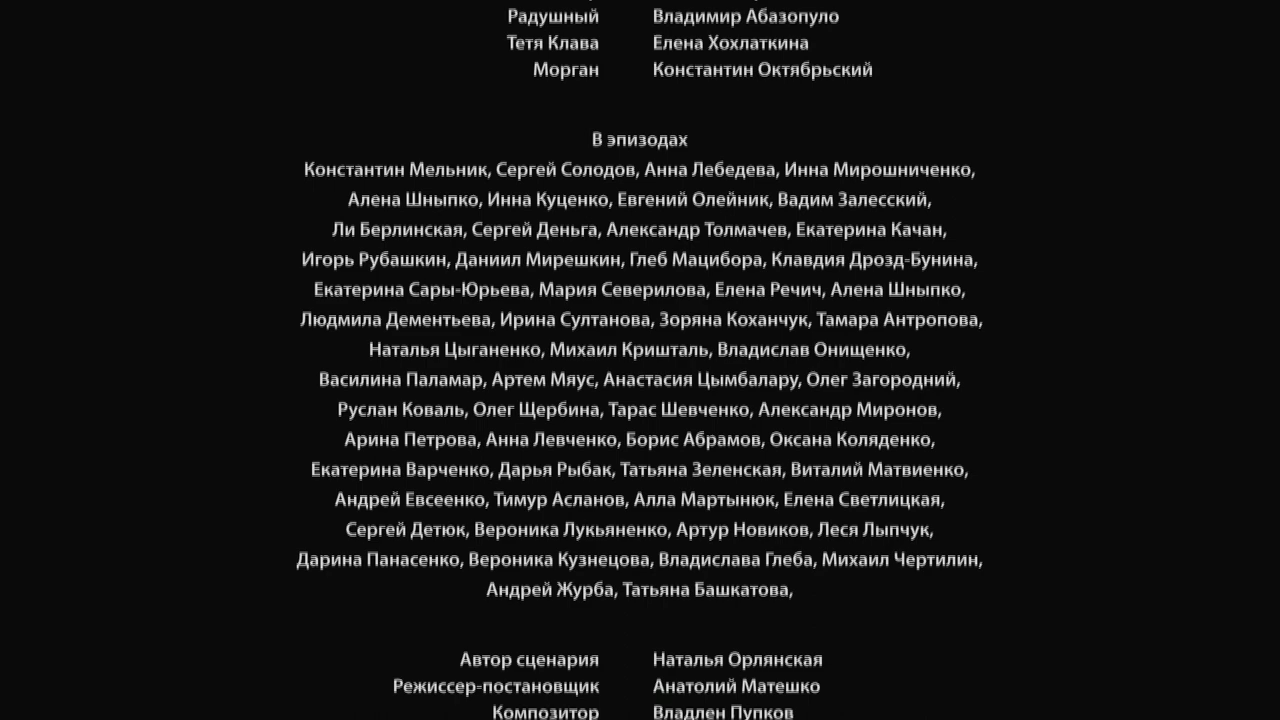 Радушный Владимир Абазопуло
Тетя Клава Елена Хохлаткина
Морган Константин Октябрьский
В эпизодах
Константин Мельник, Сергей Солодов, Анна Лебедева, Инна Мирошниченко,
Алена Шныпко, Инна Куценко, Евгений Олейник, Вадим Залесский,
Ли Берлинская, Сергей Деньга, Александр Толмачев, Екатерина Качан,
Игорь Рубашкин, Даниил Мирешкин, Глеб Мацибора, Клавдия Дрозд-Бунина,
Екатерина Сары-Юрьева, Мария Северилова, Елена Речич, Алена Шныпко,
Людмила Дементьева, Ирина Султанова, Зоряна Коханчук, Тамара Антропова,
Наталья Цыганенко, Михаил Кришталь, Владислав Онищенко,
Василина Паламар, Артем Мяус, Анастасия Цымбалару, Олег Загородний,
Руслан Коваль, Олег Щербина, Тарас Шевченко, Александр Миронов,
Арина Петрова, Анна Левченко, Борис Абрамов, Оксана Коляденко,
Екатерина Варченко, Дарья Рыбак, Татьяна Зеленская, Виталий Матвиенко,
Андрей Евсеенко, Тимур Асланов, Алла Мартынюк, Елена Светлицкая,
Сергей Детюк, Вероника Лукьяненко, Артур Новиков, Леся Лыпчук,
Дарина Панасенко, Вероника Кузнецова, Владислава Глеба, Михаил Чертилин,
Андрей Журба, Татьяна Башкатова,
Автор сценария Наталья Орлянская
Режиссер-постановщик Анатолий Матешко
Композитор Владлен Пупков